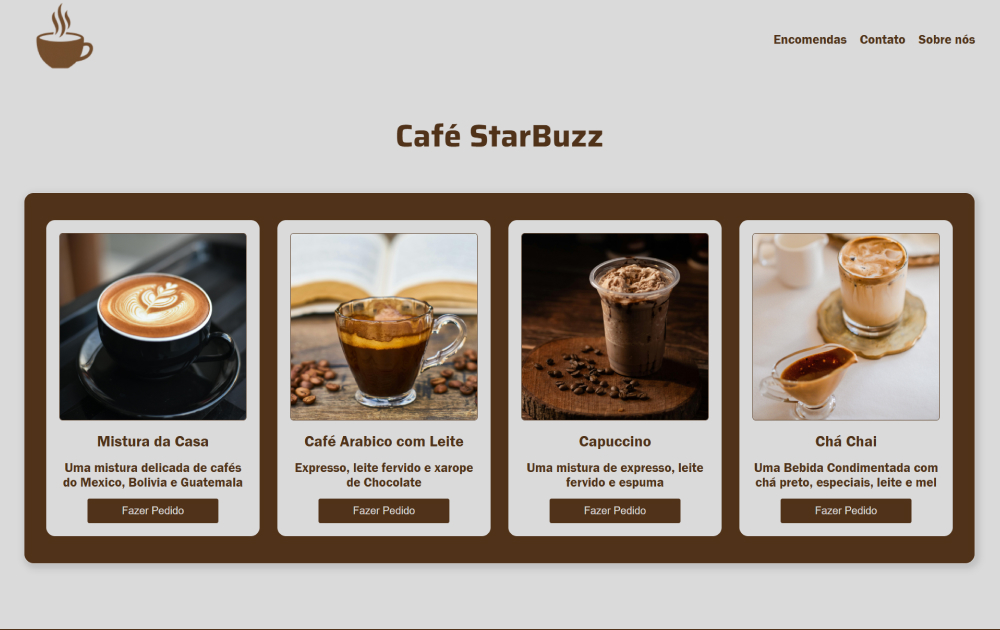 Encomendas Contato Sobre nós
Café StarBuzz
Mistura da Casa
Uma mistura delicada de cafés
do Mexico, Bolivia e Guatemala
Fazer Pedido
Café Arabico com Leite
Expresso, leite fervido e xarope
de Chocolate
Fazer Pedido
Capuccino
Uma mistura de expresso, leite
fervido e espuma
Fazer Pedido
Chá Chai
Uma Bebida Condimentada com
chá preto, especiais, leite e mel
Fazer Pedido